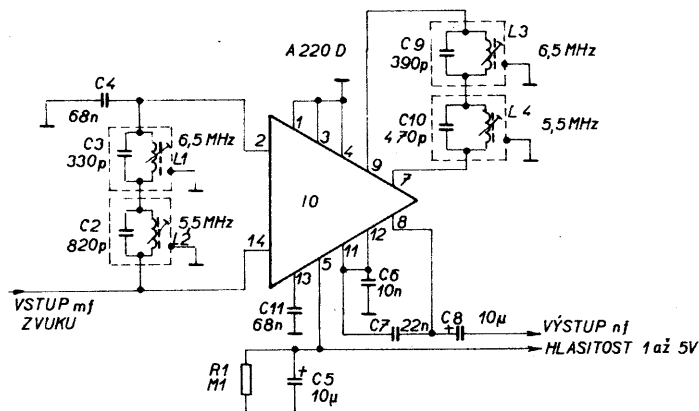 C4
68n
C3
330p
6,5 MHz
L1
C2
820p
5,5 MHz
L2
VSTUP mf
ZVUKU
A 220 D
2
14
1
3
4
9
7
8
12
11
5
13
IO
C9
390p
L3
6,5 MHz
C10
470p
L4
5,5 MHz
C11
68n
C6
10n
C7
22n
+
C8
10µ
VÝSTUP nf
HLASITOST 1 až 5V
R1
M1
+
C5
10µ